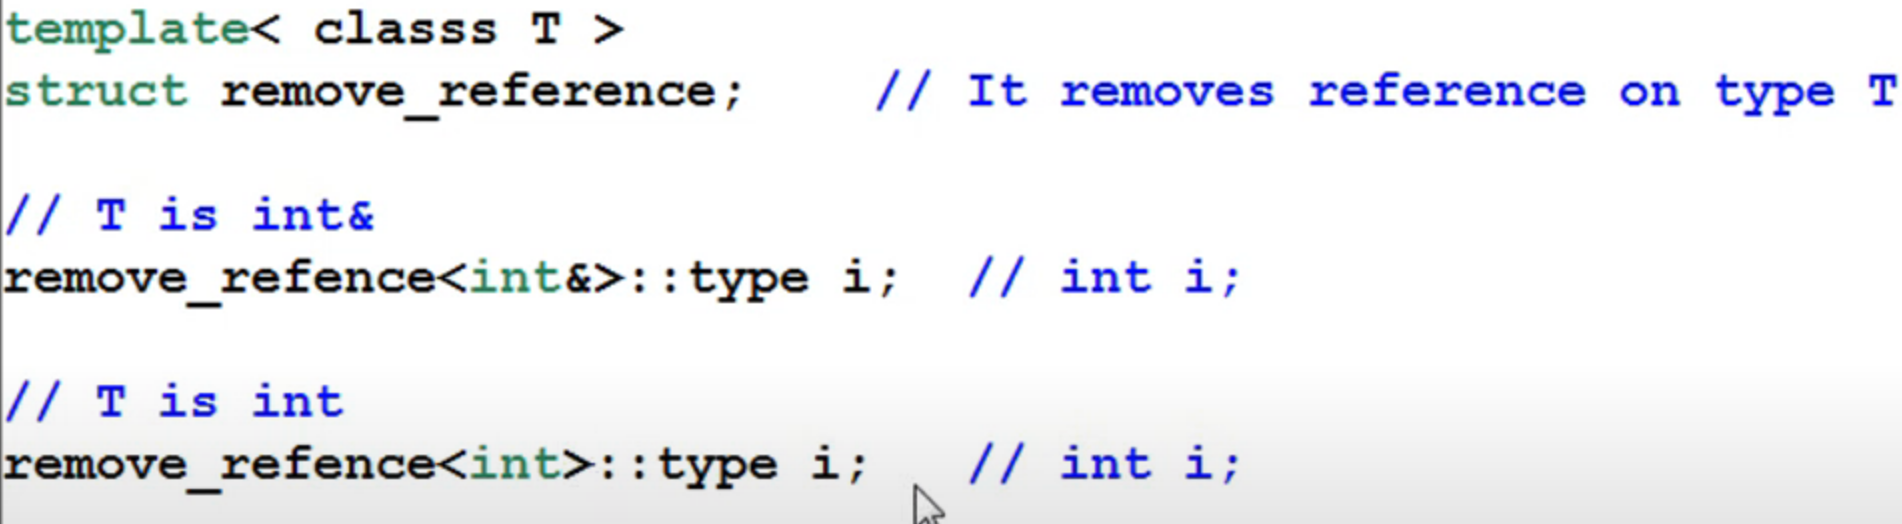 template< classs T >
struct remove_reference;    // It removes reference on type T
// T is int&
remove_refence<int&>::type i;  // int i;
// T is int
remove_refence<int>::type i;   // int i;